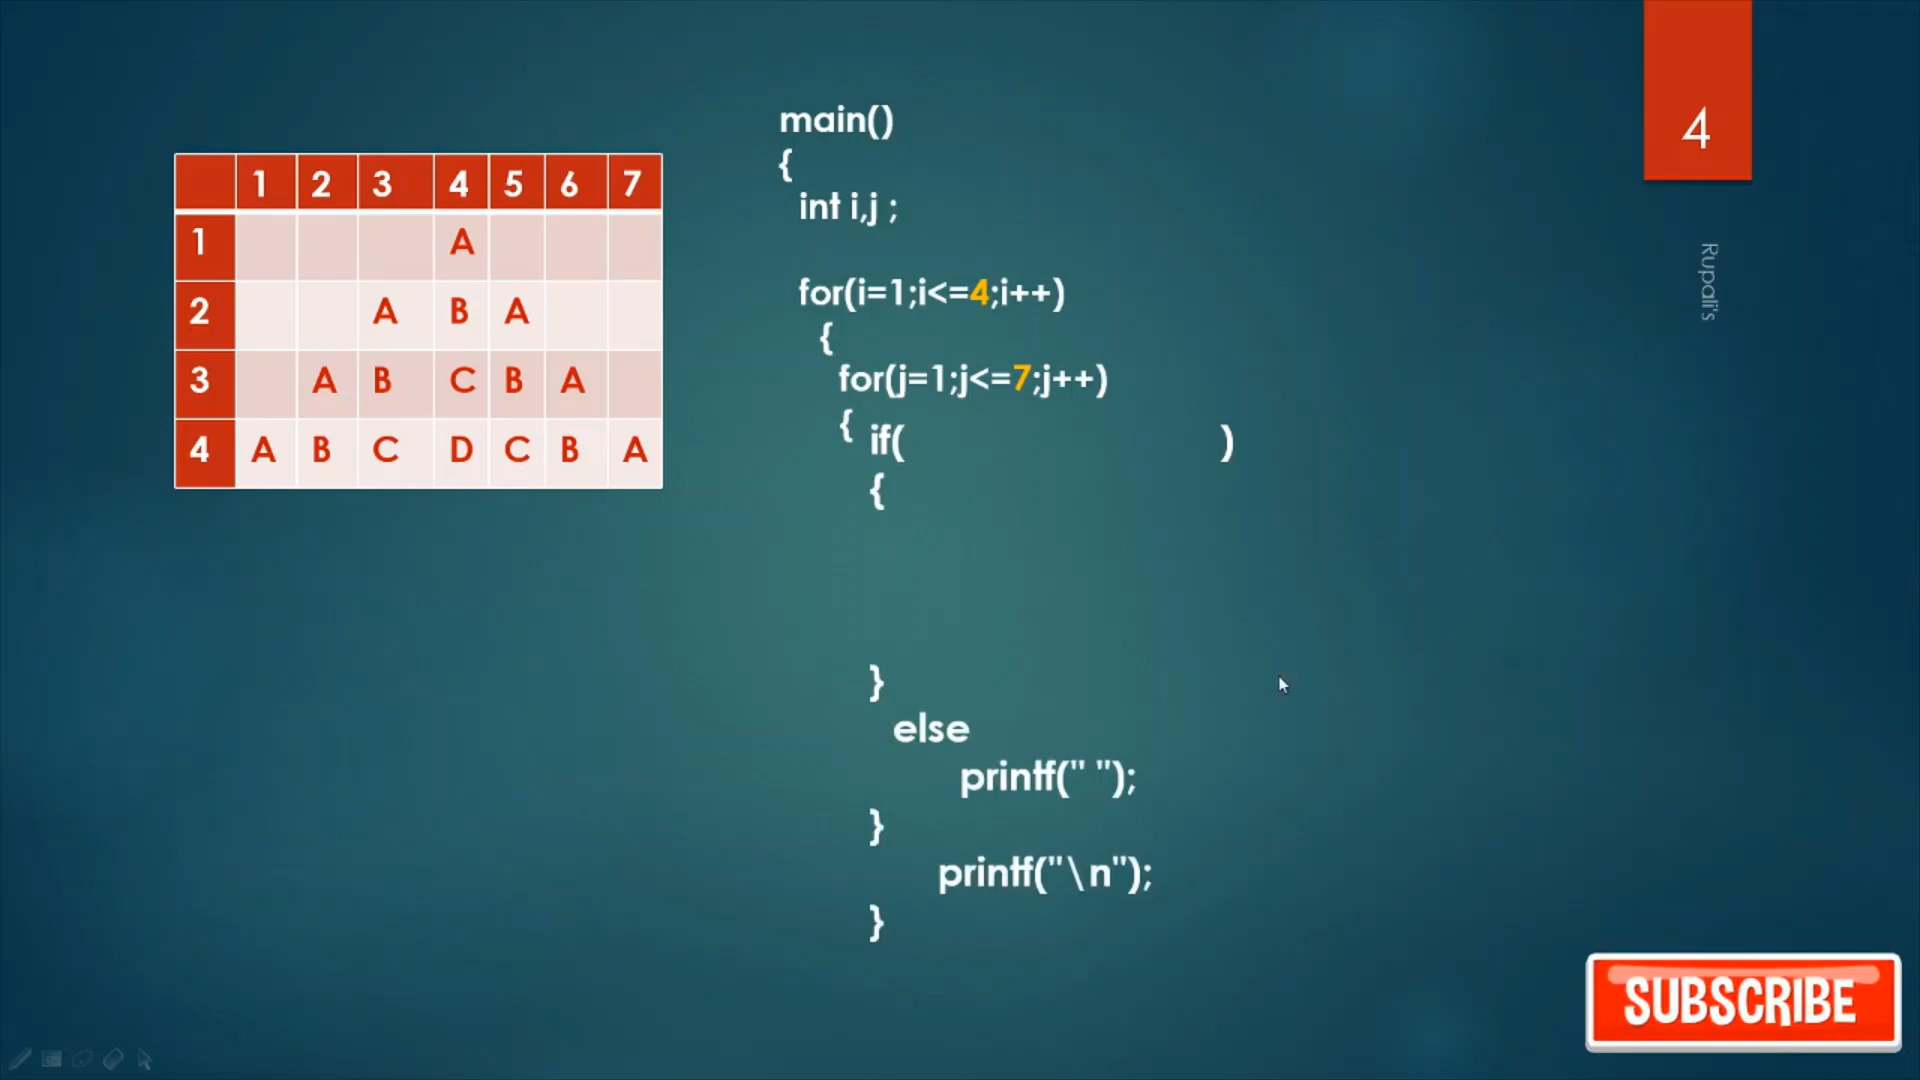 4
Rupali's
1 2 3 4 5 6 7
1 A
2 A B A
3 A B C B A
4 A B C D C B A
main()
{
int i,j ;
for(i=1;i<=4;i++)
{
for(j=1;j<=7;j++)
{ if( )
{
}
else
printf(" ");
}
printf("\n");
}
SUBSCRIBE